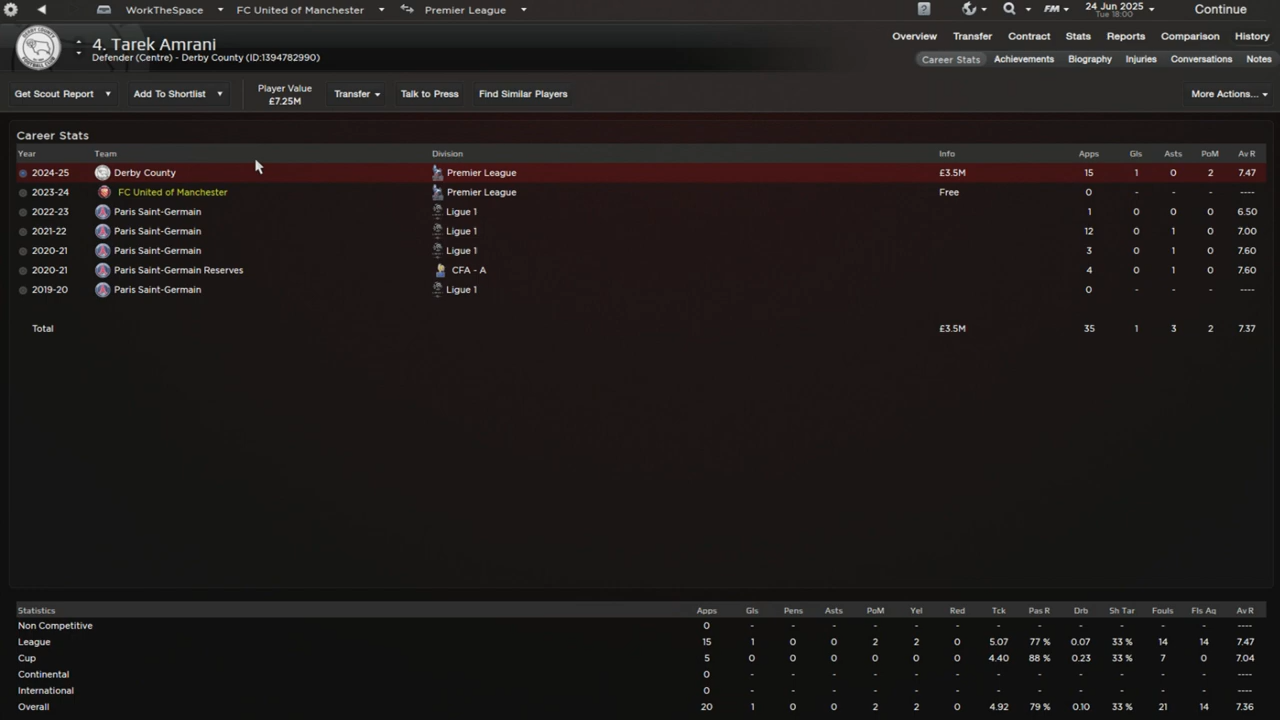 WorkTheSpace FC United of Manchester Premier League FM 24 Jun 2025 Continue
Tue 18:00
4. Tarek Amrani Overview Transfer Contract Stats Reports Comparison History
Defender (Centre) - Derby County (ID:1394782990) Career Stats Achievements Biography Injuries Conversations Notes
Get Scout Report Add To Shortlist Player Value Transfer Talk to Press Find Similar Players More Actions...
£7.25M
Career Stats
Year Team Division Info Apps Gls Asts PoM Av R
2024-25 Derby County Premier League £3.5M 15 1 0 2 7.47
2023-24 FC United of Manchester Premier League Free 0 - - - ----
2022-23 Paris Saint-Germain Ligue 1 1 0 0 0 6.50
2021-22 Paris Saint-Germain Ligue 1 12 0 1 0 7.00
2020-21 Paris Saint-Germain Ligue 1 3 0 1 0 7.60
2020-21 Paris Saint-Germain Reserves CFA - A 4 0 1 0 7.60
2019-20 Paris Saint-Germain Ligue 1 0 - - - ----
Total £3.5M 35 1 3 2 7.37
Statistics Apps Gls Pens Asts PoM Yel Red Tck Pas R Drb Sh Tar Fouls Fls Ag Av R
Non Competitive 0 - - - - - - - - - - - - ----
League 15 1 0 0 2 2 0 5.07 77 % 0.07 33 % 14 14 7.47
Cup 5 0 0 0 0 0 0 4.40 88 % 0.23 33 % 7 0 7.04
Continental 0 - - - - - - - - - - - - ----
International 0 - - - - - - - - - - - - ----
Overall 20 1 0 0 2 2 0 4.92 79 % 0.10 33 % 21 14 7.36